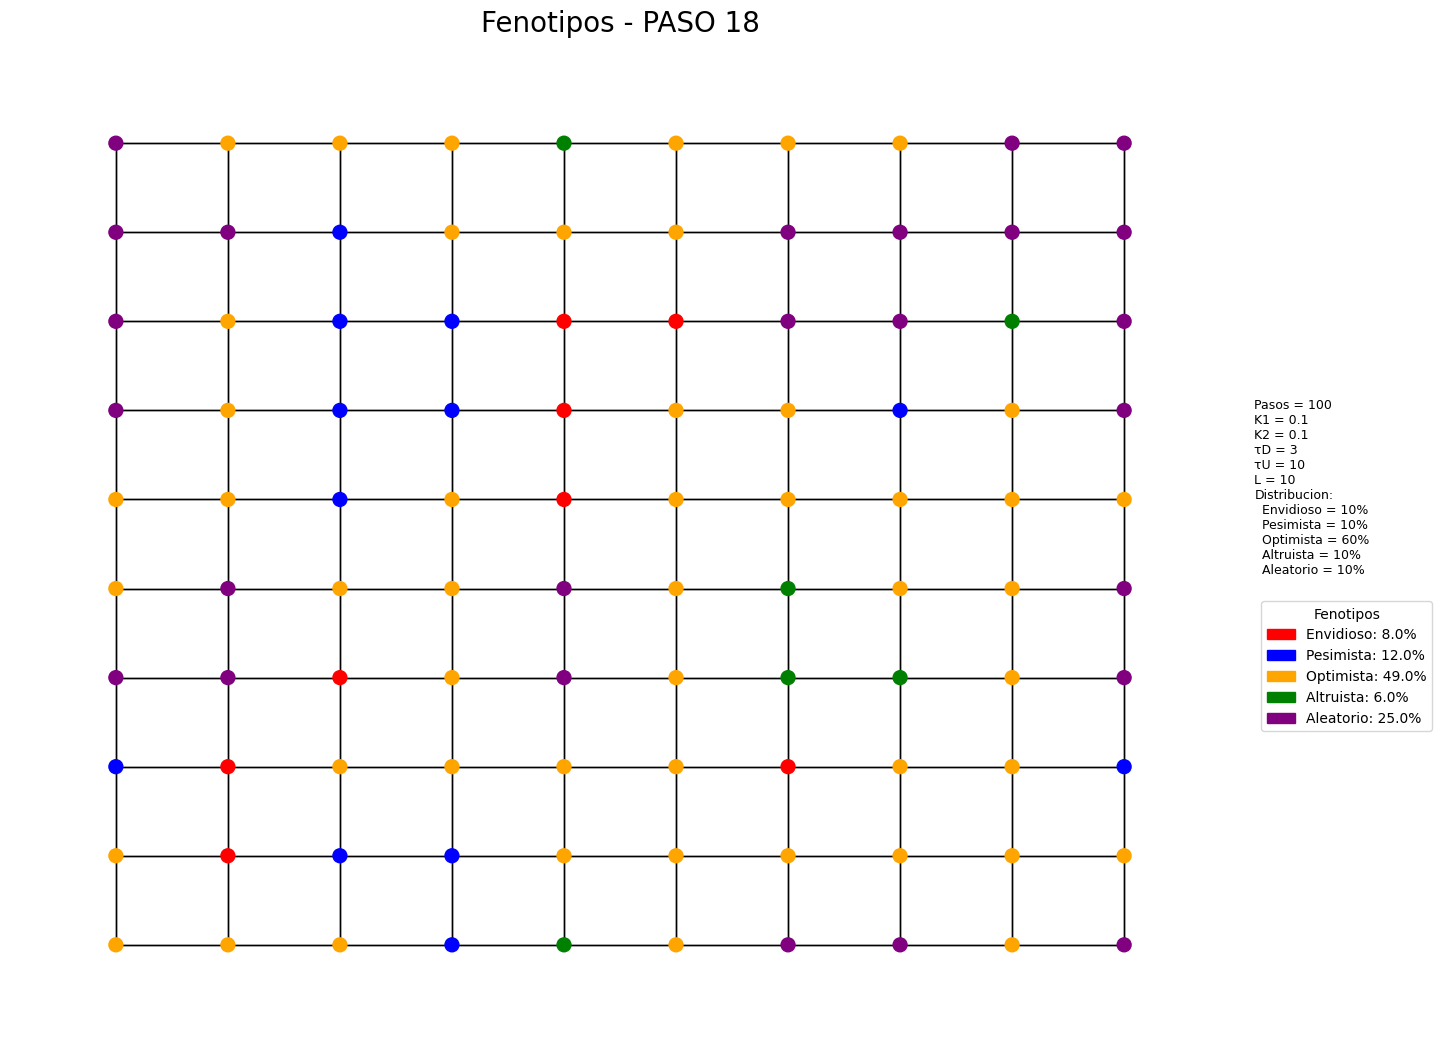 Fenotipos - PASO 18
Pasos = 100
K1 = 0.1
K2 = 0.1
τD = 3
τU = 10
L = 10
Distribucion:
Envidioso = 10%
Pesimista = 10%
Optimista = 60%
Altruista = 10%
Aleatorio = 10%
Fenotipos
Envidioso: 8.0%
Pesimista: 12.0%
Optimista: 49.0%
Altruista: 6.0%
Aleatorio: 25.0%